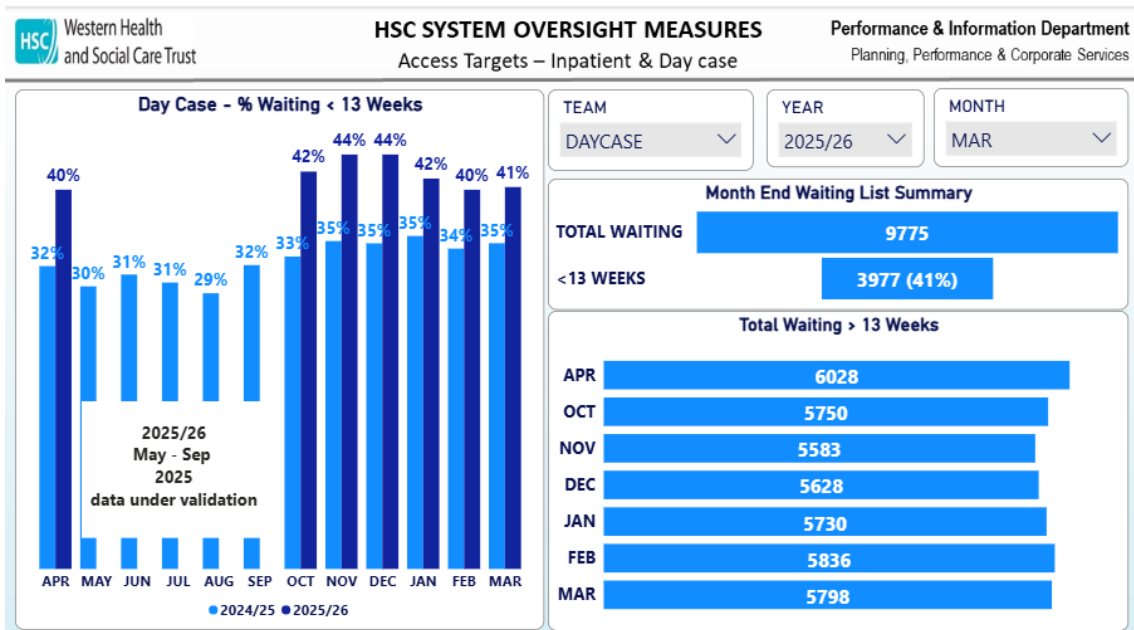 HSC
Western Health
and Social Care Trust
HSC SYSTEM OVERSIGHT MEASURES
Access Targets – Inpatient & Day case
Performance & Information Department
Planning, Performance & Corporate Services
Day Case - % Waiting < 13 Weeks
40%
42%
44%
44%
42%
40%
41%
32%
30%
31%
31%
29%
32%
33%
35%
35%
35%
34%
35%
2025/26
May - Sep
2025
data under validation
APR MAY JUN JUL AUG SEP OCT NOV DEC JAN FEB MAR
2024/25 2025/26
TEAM
DAYCASE
YEAR
2025/26
MONTH
MAR
Month End Waiting List Summary
TOTAL WAITING 9775
<13 WEEKS 3977 (41%)
Total Waiting > 13 Weeks
APR 6028
OCT 5750
NOV 5583
DEC 5628
JAN 5730
FEB 5836
MAR 5798